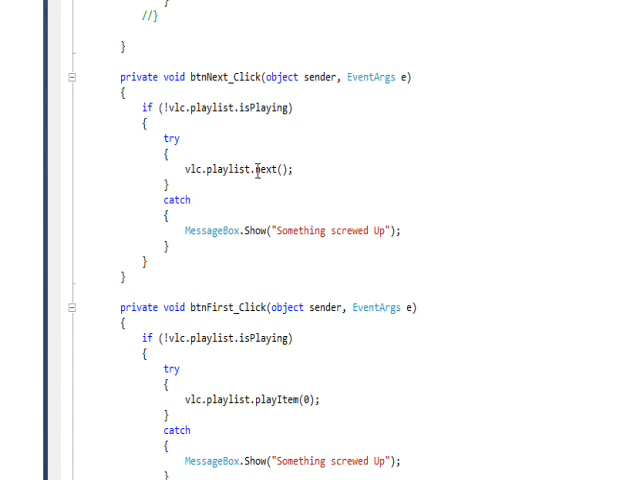 }
//}
}
private void btnNext_Click(object sender, EventArgs e)
{
if (!vlc.playlist.isPlaying)
{
try
{
vlc.playlist.next();
}
catch
{
MessageBox.Show("Something screwed Up");
}
}
}
private void btnFirst_Click(object sender, EventArgs e)
{
if (!vlc.playlist.isPlaying)
{
try
{
vlc.playlist.playItem(0);
}
catch
{
MessageBox.Show("Something screwed Up");
}